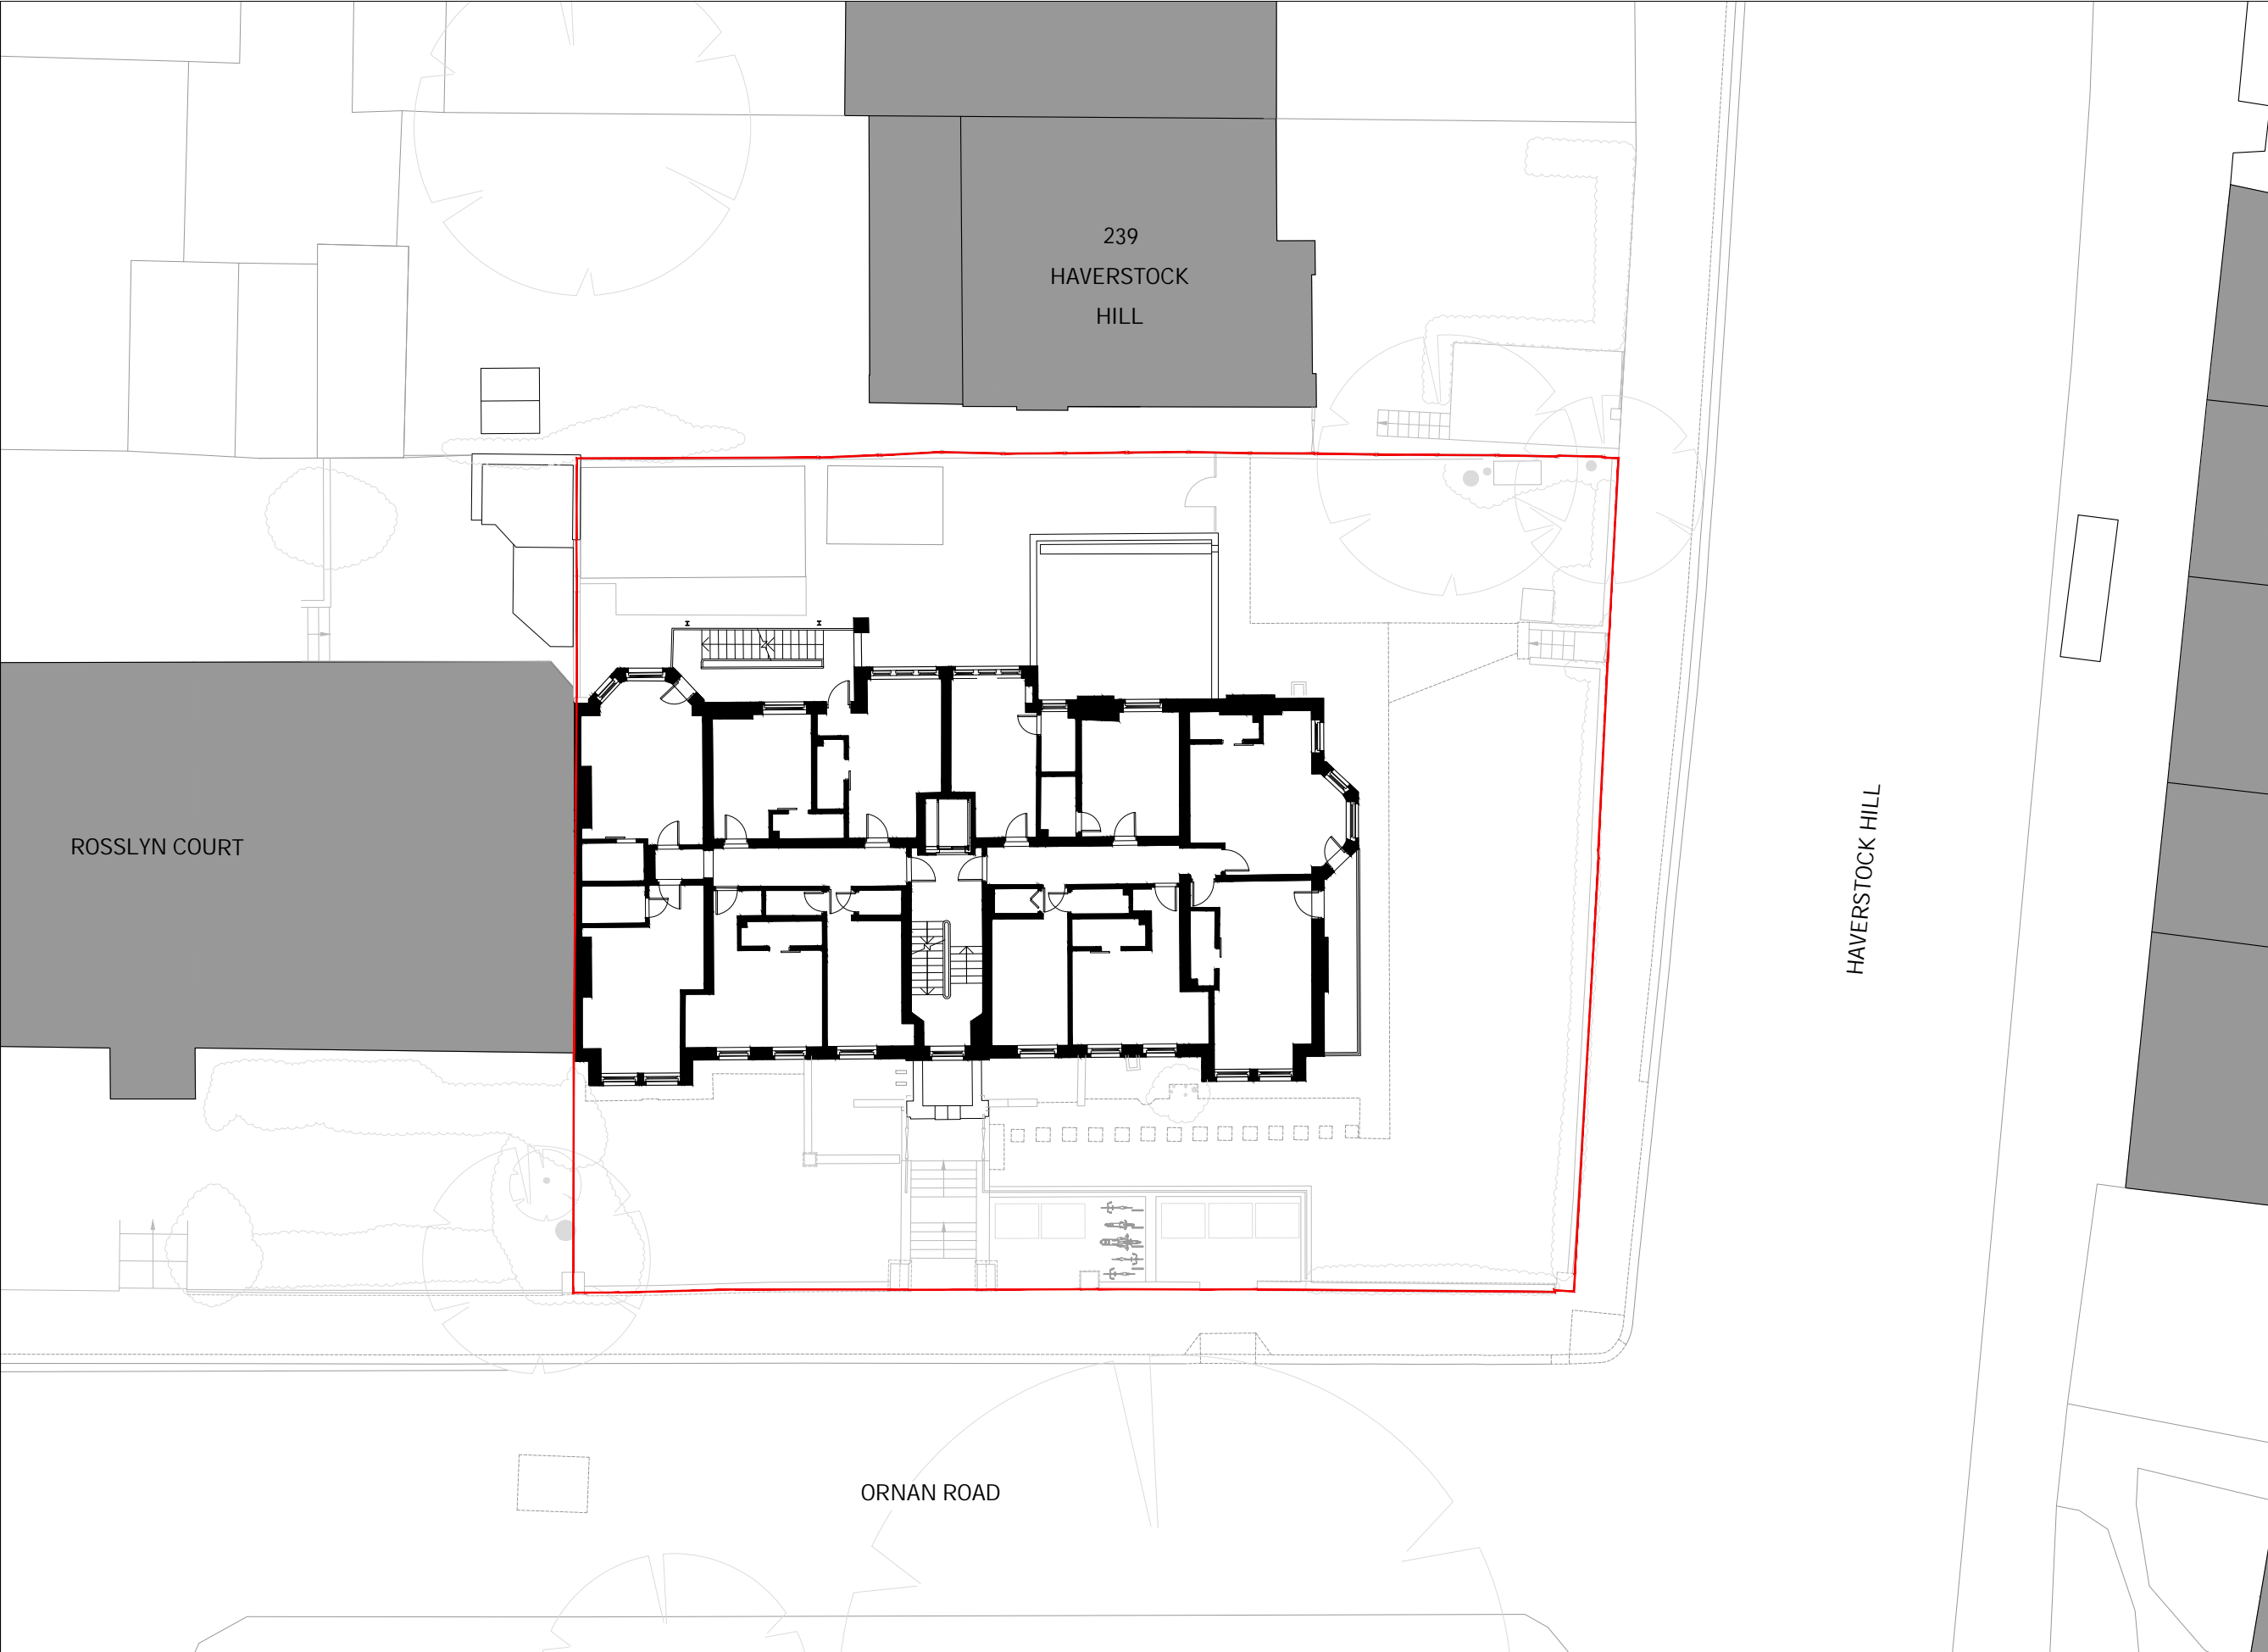 239
HAVERSTOCK
HILL
ROSSLYN COURT
HAVERSTOCK HILL
ORNAN ROAD